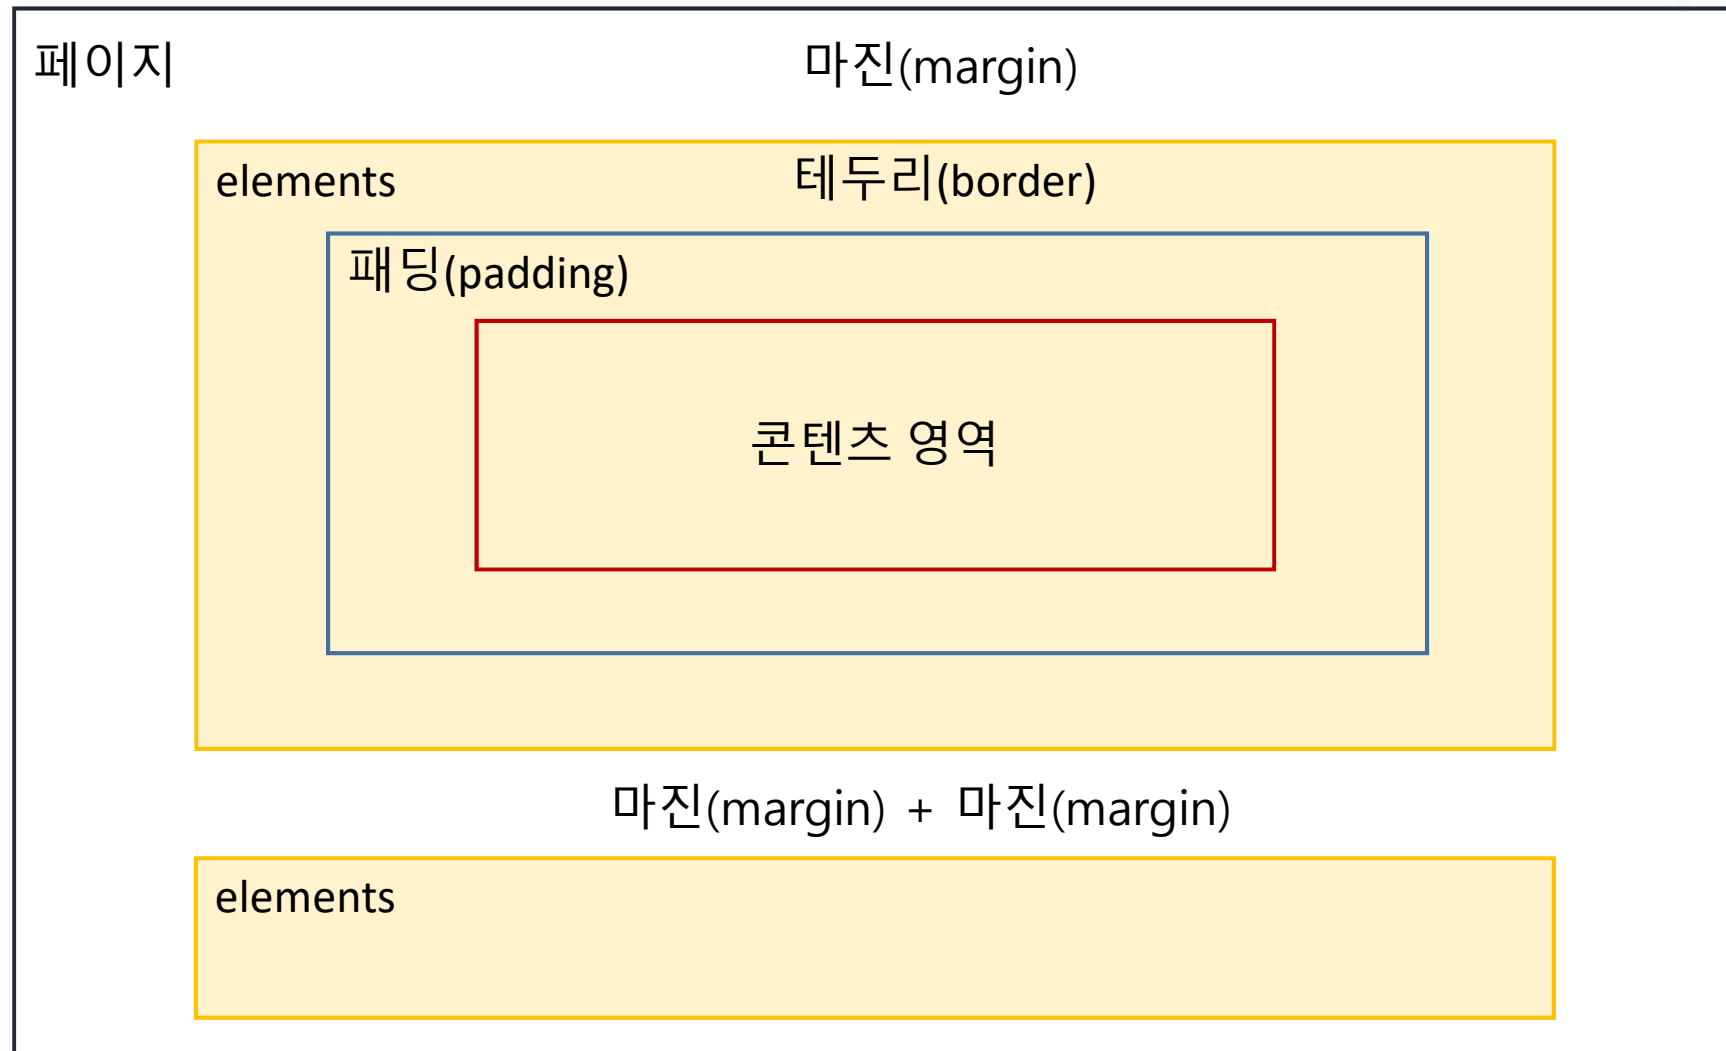 페이지
마진(margin)
elements
테두리(border)
패딩(padding)
콘텐츠 영역
마진(margin) + 마진(margin)
elements